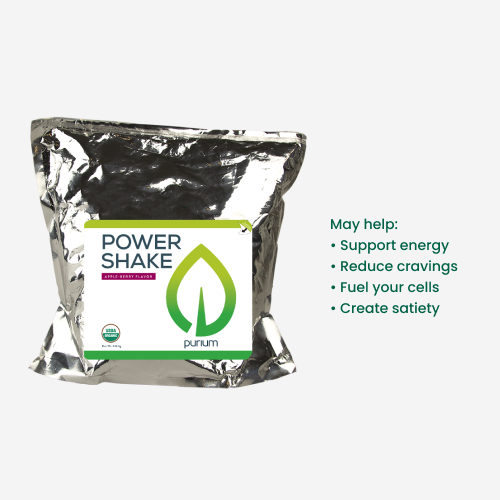 POWER
SHAKE
APPLE-BERRY FLAVOR
USDA
ORGANIC
purium
May help:
• Support energy
• Reduce cravings
• Fuel your cells
• Create satiety